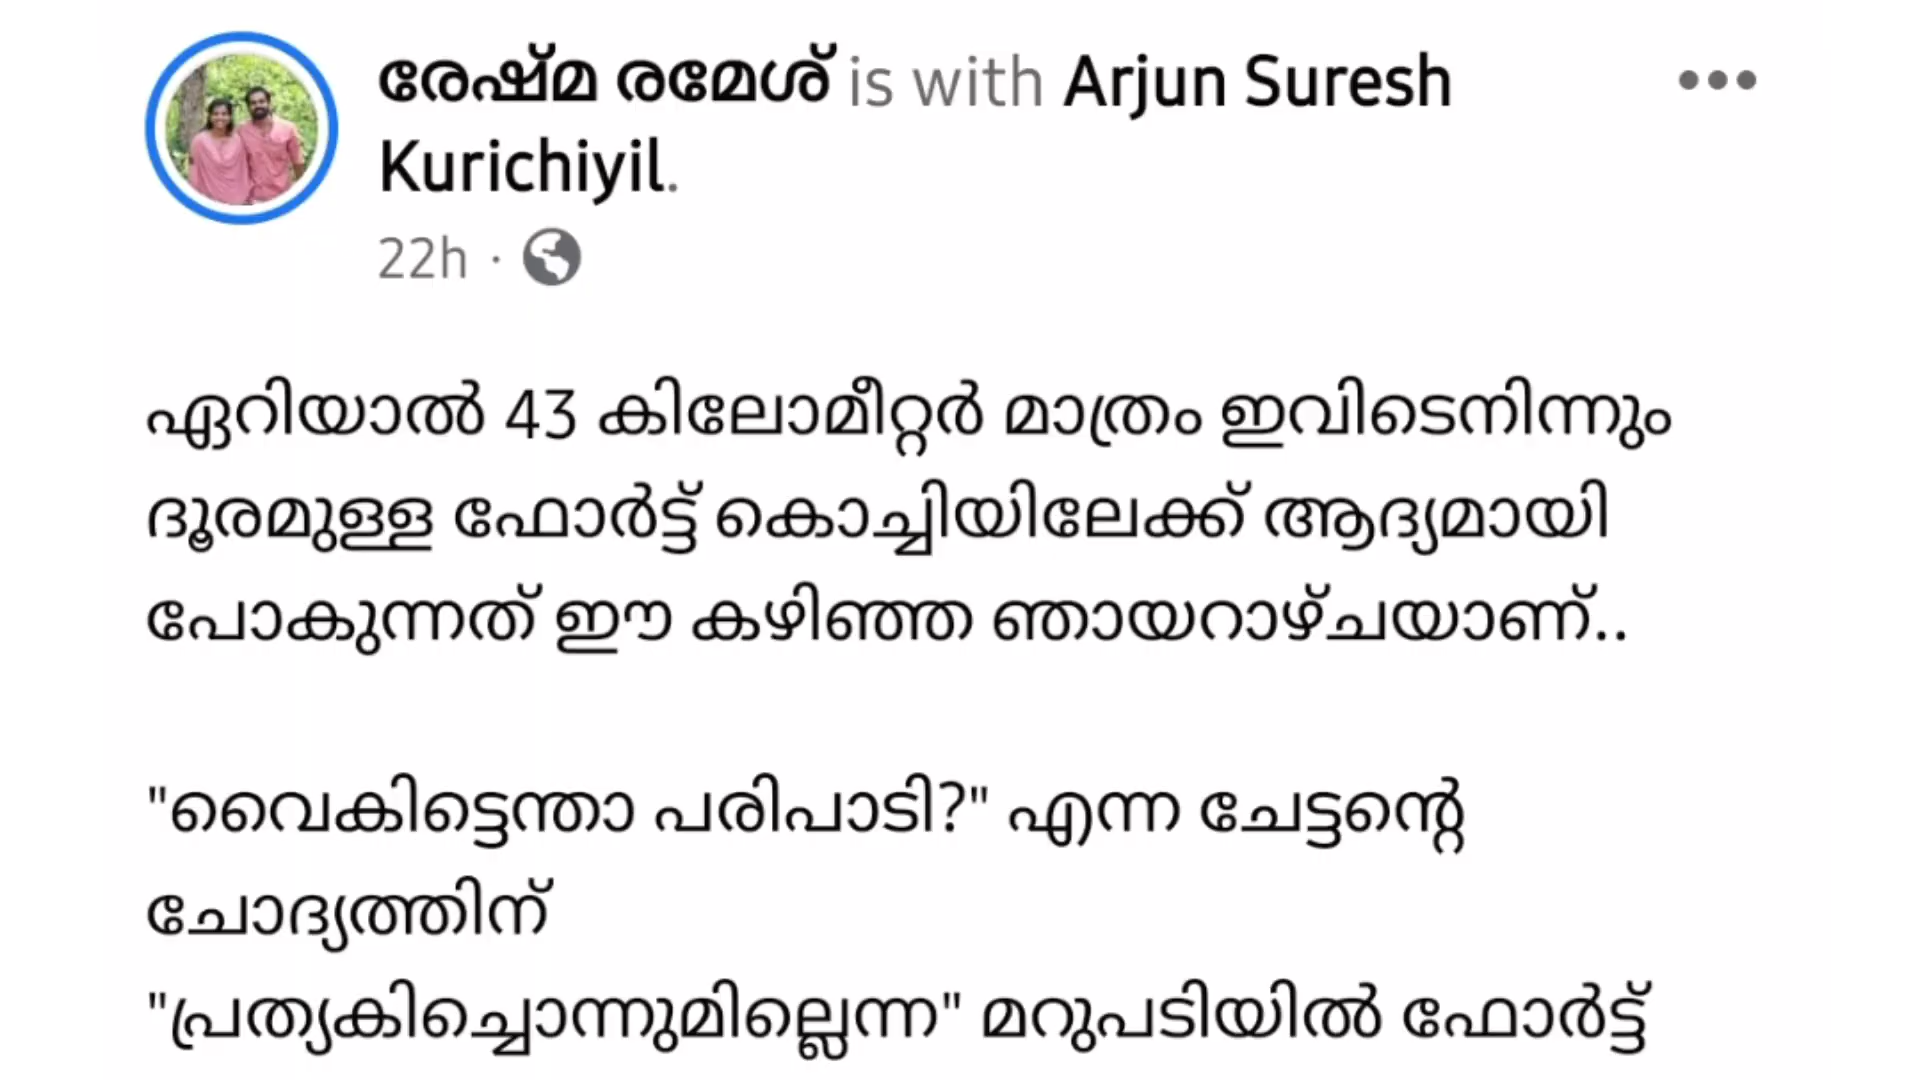 രേഷ്മ രമേശ് is with Arjun Suresh
Kurichiyil.
22h ·
ഏറിയാൽ 43 കിലോമീറ്റർ മാത്രം ഇവിടെനിന്നും
ദൂരമുള്ള ഫോർട്ട് കൊച്ചിയിലേക്ക് ആദ്യമായി
പോകുന്നത് ഈ കഴിഞ്ഞ ഞായറാഴ്ചയാണ്..
"വൈകിട്ടെന്താ പരിപാടി?" എന്ന ചേട്ടന്റെ
ചോദ്യത്തിന്
"പ്രത്യകിച്ചൊന്നുമില്ലെന്ന" മറുപടിയിൽ ഫോർട്ട്